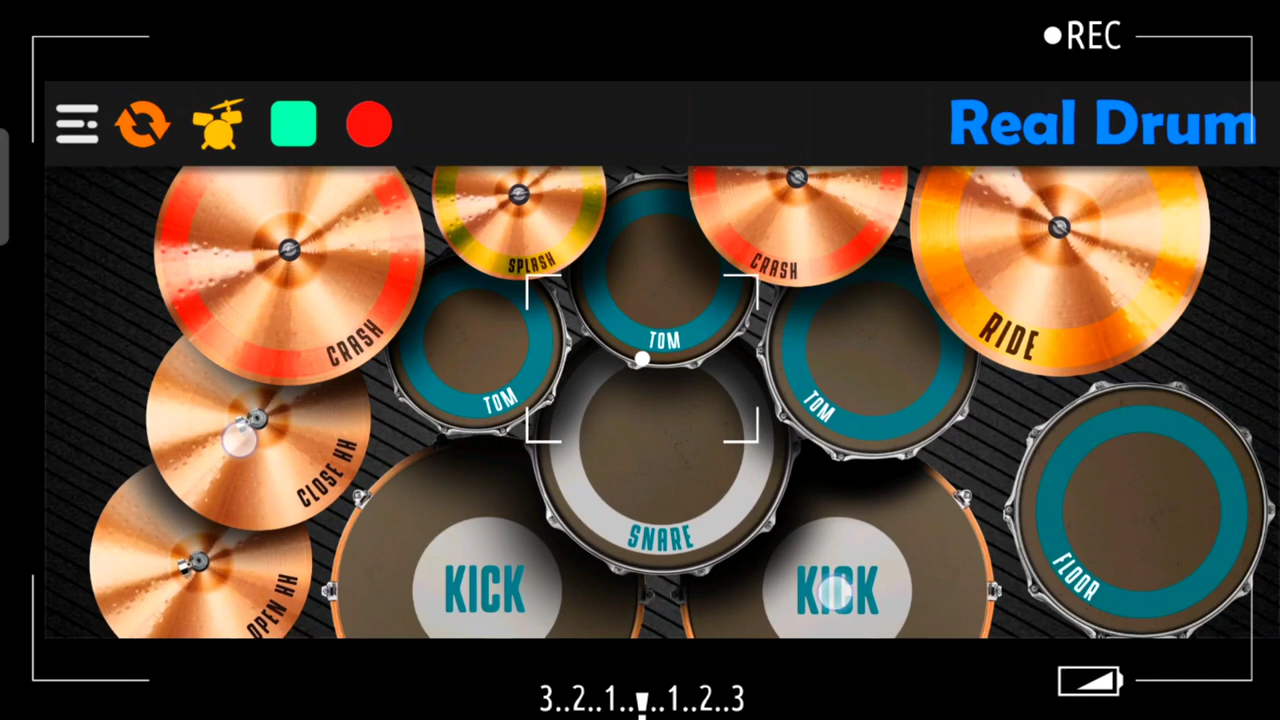 REC
Real Drum
SPLASH
CRASH
CRASH
RIDE
TOM
TOM
TOM
CLOSE HH
SNARE
KICK
KICK
FLOOR
OPEN HH
3..2..1..!..1..2..3